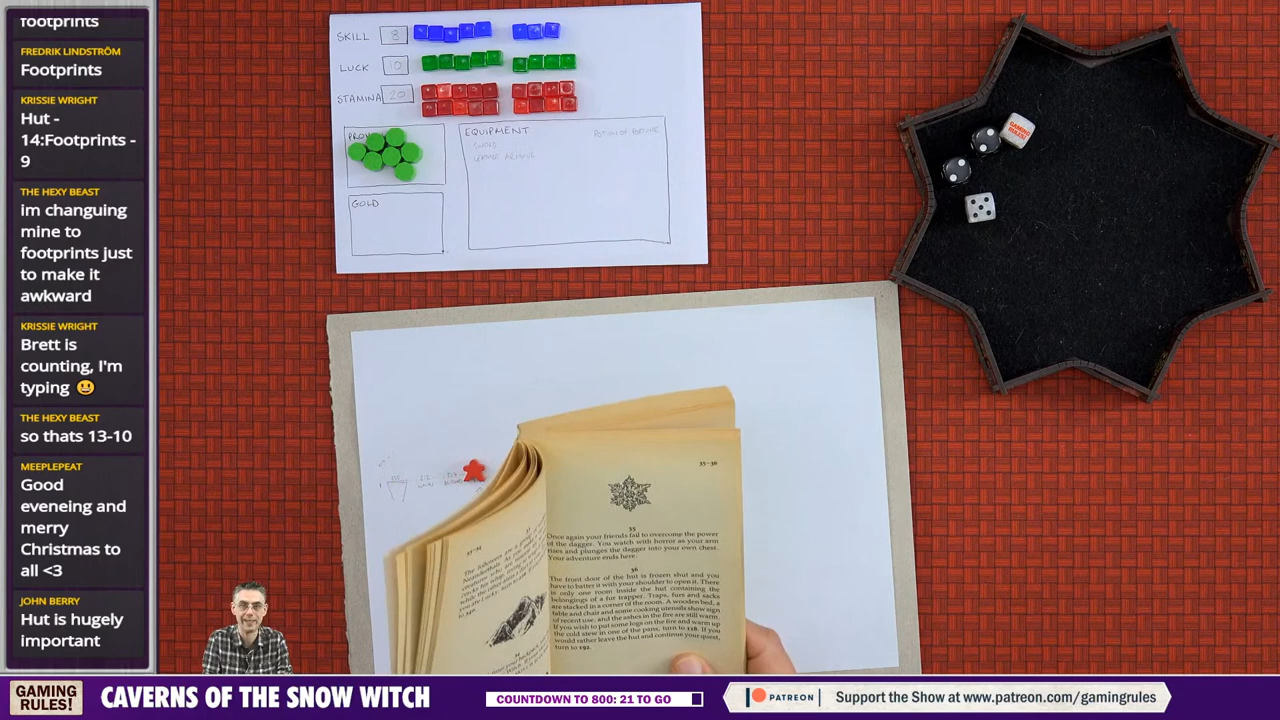 footprints
FREDRIK LINDSTRÖM
Footprints
KRISSIE WRIGHT
Hut -
14:Footprints -
9
THE HEXY BEAST
im changuing
mine to
footprints just
to make it
awkward
KRISSIE WRIGHT
Brett is
counting, I'm
typing 😃
THE HEXY BEAST
so thats 13-10
MEEPLEPEAT
Good
eveneing and
merry
Christmas to
all <3
JOHN BERRY
Hut is hugely
important
SKILL 8
LUCK 10
STAMINA 20
EQUIPMENT
POTION OF FORTUNE
SWORD
LEATHER ARMOUR
GOLD
GAMING
RULES!
35-36
35
Once again your friends fail to overcome the power
of the dagger. You watch with horror as your arm
rises and plunges the dagger into your own chest.
Your adventure ends here.
36
The front door of the hut is frozen shut and you
have to batter it with your shoulder to open it. There
is only one room inside the hut containing the
belongings of a fur trapper. Traps, furs and sacks
are stacked in a corner of the room. A wooden bed, a
table and chair and some cooking utensils show sign
of recent use, and the ashes in the fire are still warm.
If you wish to put some logs on the fire and warm up
the cold stew in one of the pans, turn to 118. If you
would rather leave the hut and continue your quest,
turn to 192.
GAMING
RULES!
CAVERNS OF THE SNOW WITCH
COUNTDOWN TO 800: 21 TO GO
PATREON
Support the Show at www.patreon.com/gamingrules